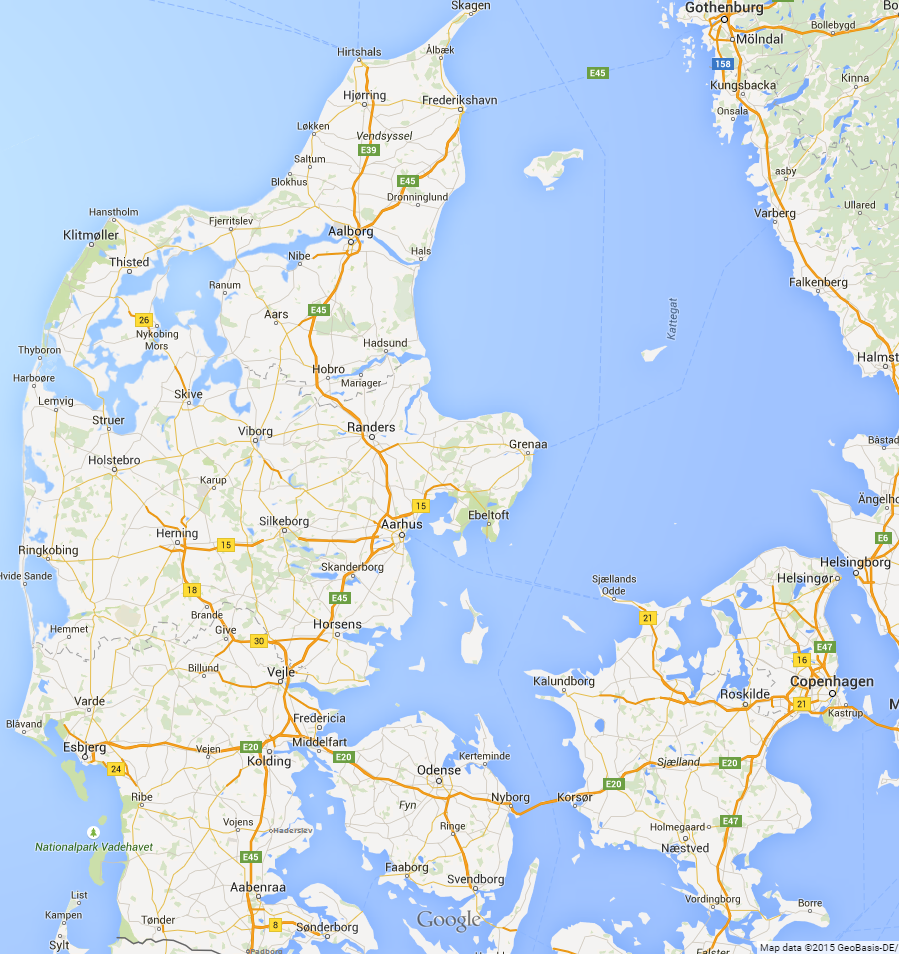 Skagen
Gothenburg
Bo
Bollebygd
Mölndal
Hirtshals
Ålbæk
158
E45
Kinna
Kungsbacka
Hjørring
Frederikshavn
Onsala
Løkken
Vendsyssel
E39
Saltum
asby
Blokhus
E45
Dronninglund
Ullared
Hanstholm
Varberg
Fjerritslev
Klitmøller
Aalborg
Hals
Nibe
Thisted
Falkenberg
Ranum
Aars
E45
Kattegat
26
Nykobing
Mors
Hadsund
Thyboron
Halmst
Hobro
Harboøre
Mariager
Skive
Lemvig
Struer
Viborg
Randers
Båstad
Grenaa
Holstebro
Karup
Ängelho
15
Ebeltoft
Silkeborg
Aarhus
Herning
E6
15
Ringkobing
Helsingborg
Skanderborg
Hvide Sande
Sjællands
Odde
Helsingør
18
E45
Brande
21
Hemmet
Give
Horsens
30
E47
16
Billund
Vejle
Kalundborg
Copenhagen
Roskilde
Varde
21
M
Kastrup
Blåvand
Fredericia
Esbjerg
Vejen
E20
Middelfart
Kolding
E20
Kerteminde
Sjælland
E20
24
Odense
E20
Ribe
Fyn
Nyborg
Korsør
Vojens
Haderslev
Ringe
Holmegaard
E47
Nationalpark Vadehavet
Næstved
E45
Faaborg
Svendborg
Aabenraa
List
Vordingborg
Borre
Kampen
Tønder
8
Sønderborg
Google
Sylt
Padborg
Falster
Map data ©2015 GeoBasis-DE/